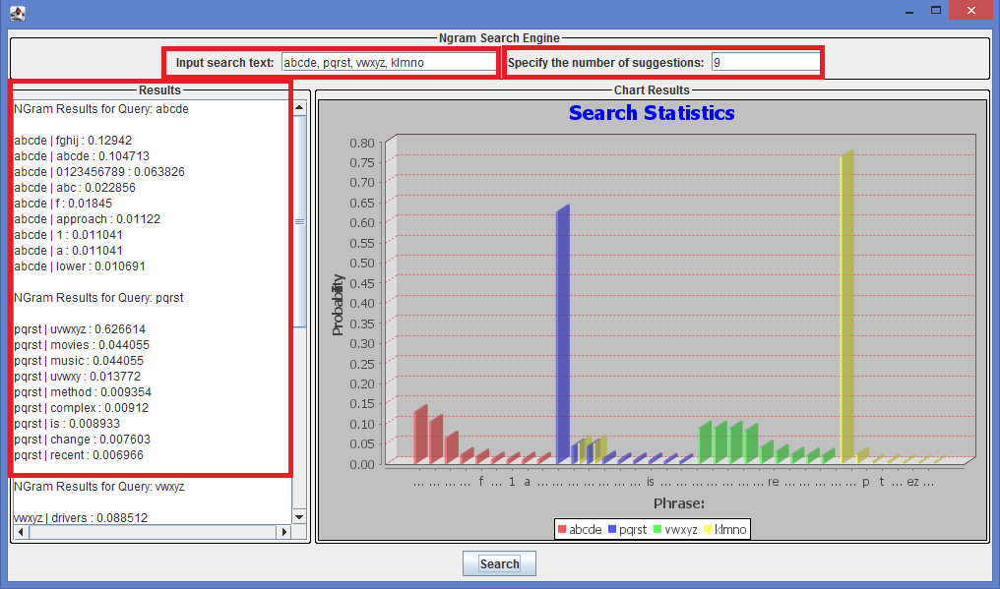 Ngram Search Engine
Input search text: abcde, pqrst, vwxyz, klmno
Specify the number of suggestions: 9
Results
NGram Results for Query: abcde
abcde | fghij : 0.12942
abcde | abcde : 0.104713
abcde | 0123456789 : 0.063826
abcde | abc : 0.022856
abcde | f : 0.01845
abcde | approach : 0.01122
abcde | 1 : 0.011041
abcde | a : 0.011041
abcde | lower : 0.010691
NGram Results for Query: pqrst
pqrst | uvwxyz : 0.626614
pqrst | movies : 0.044055
pqrst | music : 0.044055
pqrst | uvwxy : 0.013772
pqrst | method : 0.009354
pqrst | complex : 0.00912
pqrst | is : 0.008933
pqrst | change : 0.007603
pqrst | recent : 0.006966
NGram Results for Query: vwxyz
vwxyz | drivers : 0.088512
Chart Results
Search Statistics
Probability
0.80
0.75
0.70
0.65
0.60
0.55
0.50
0.45
0.40
0.35
0.30
0.25
0.20
0.15
0.10
0.05
0.00
... ... ... ... f ... 1 a ... ... ... ... ... ... ... is ... ... ... ... ... ... ... re ... ... ... ... ... p t ... ez ...
Phrase:
abcde pqrst vwxyz klmno
Search